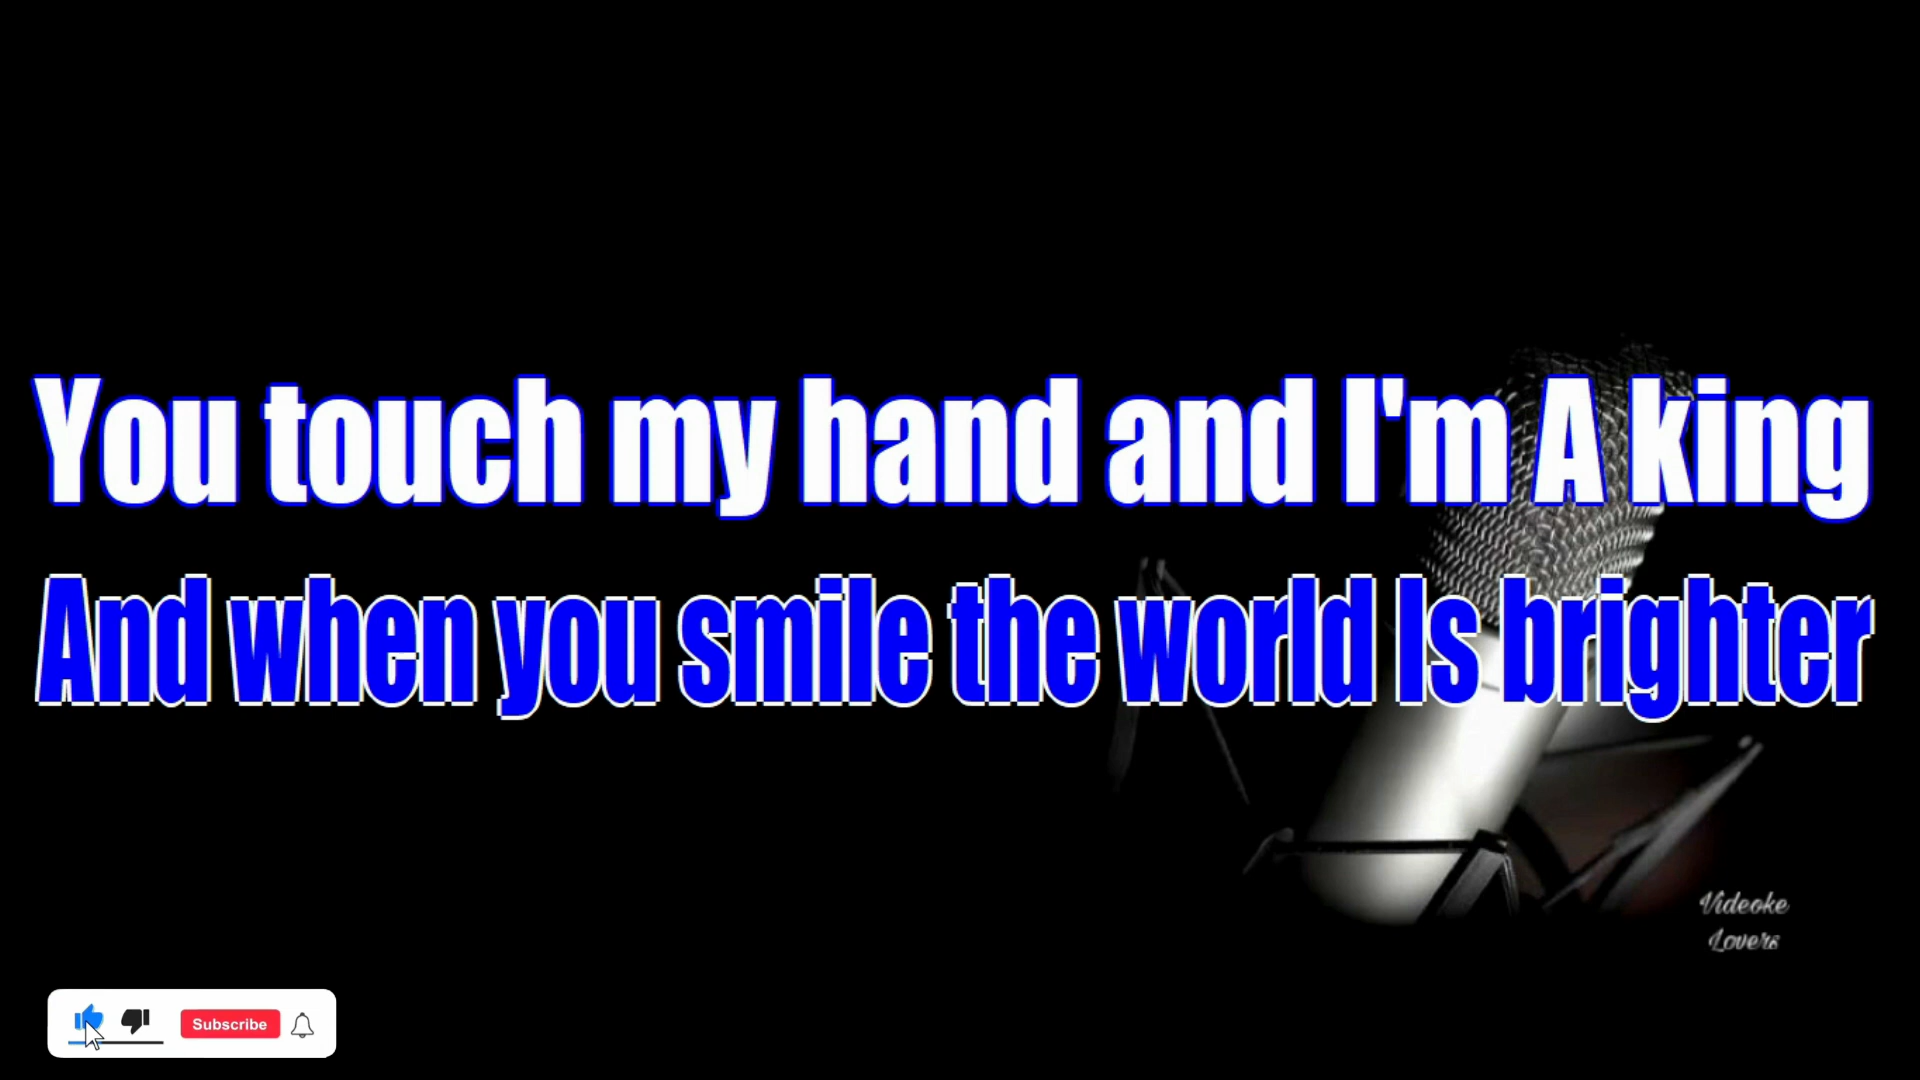 You touch my hand and I'm A king
And when you smile the world Is brighter
Videoke
Lovers
Subscribe